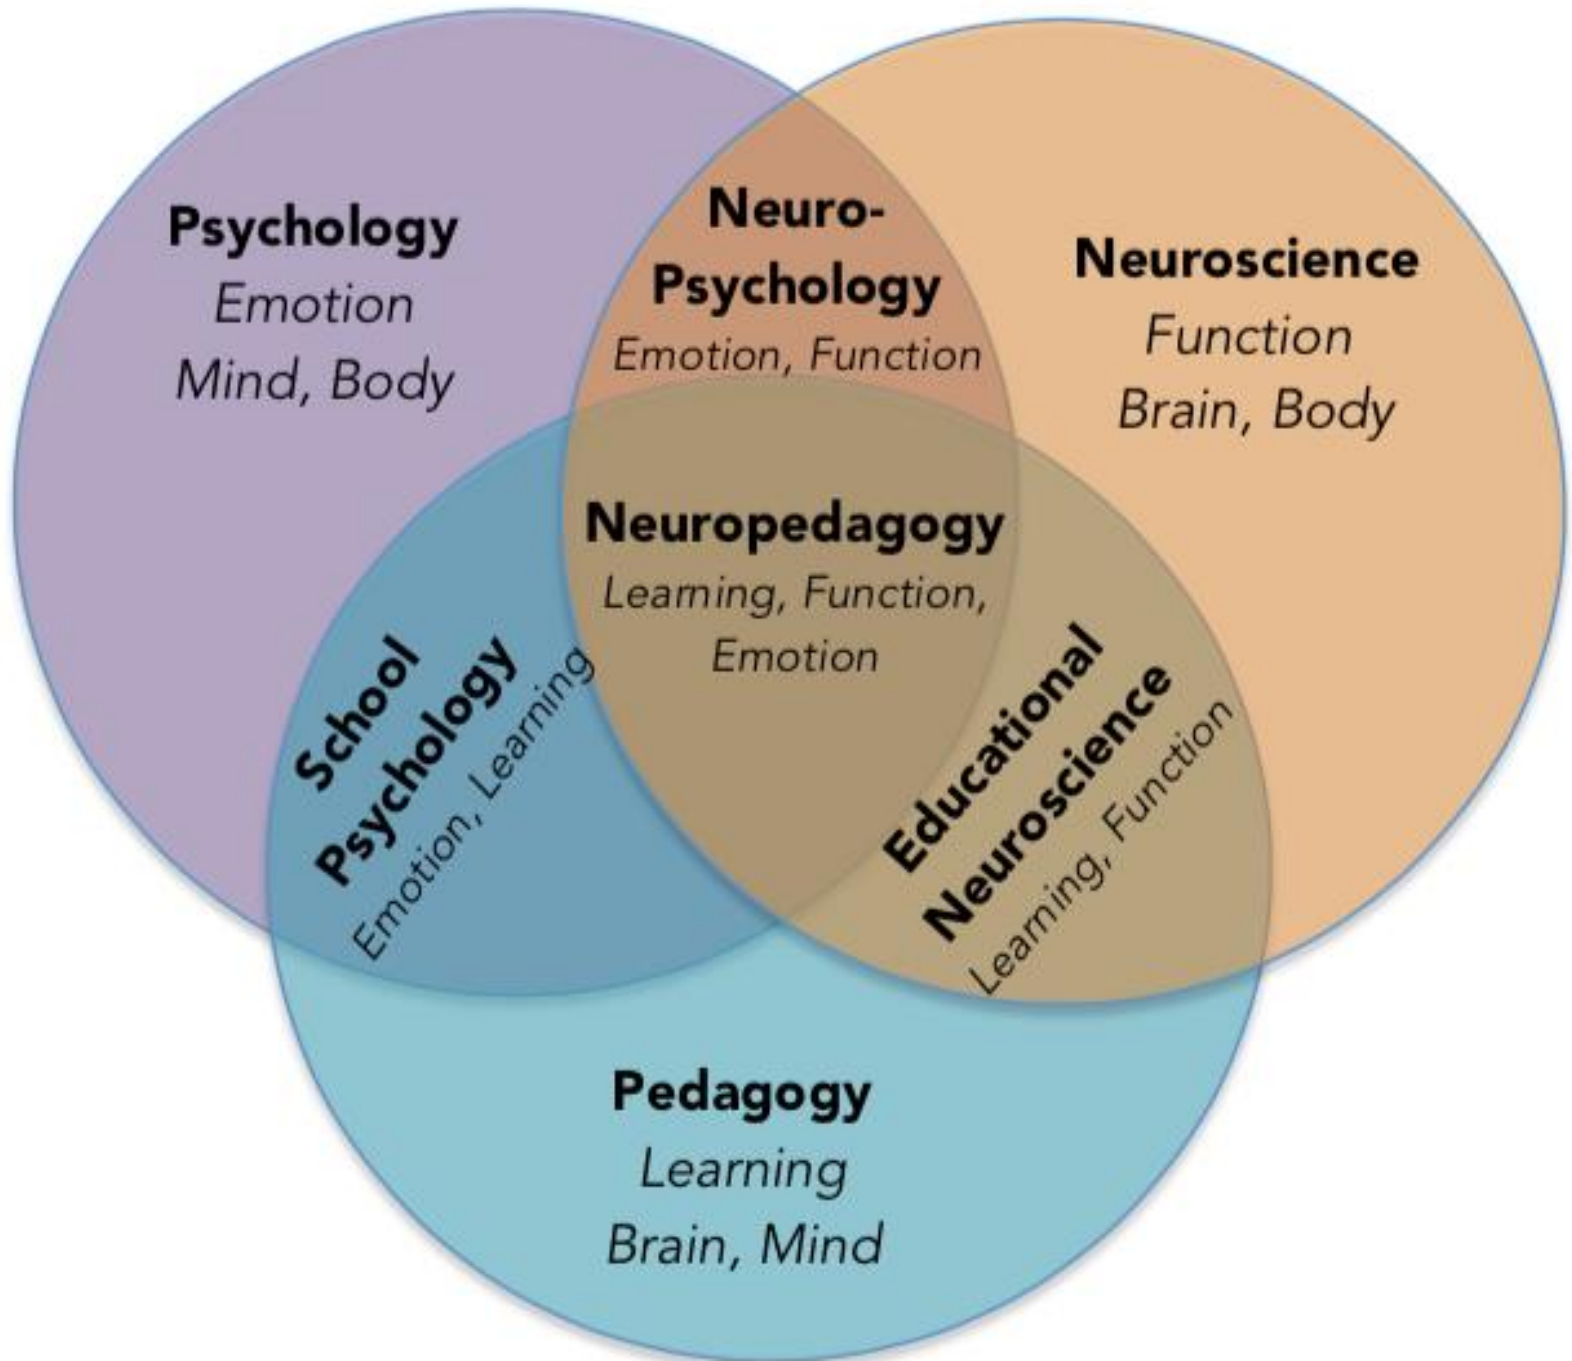 Psychology
Emotion
Mind, Body
Neuro-
Psychology
Emotion, Function
Neuroscience
Function
Brain, Body
Neuropedagogy
Learning, Function,
Emotion
School
Psychology
Emotion, Learning
Educational
Neuroscience
Learning, Function
Pedagogy
Learning
Brain, Mind